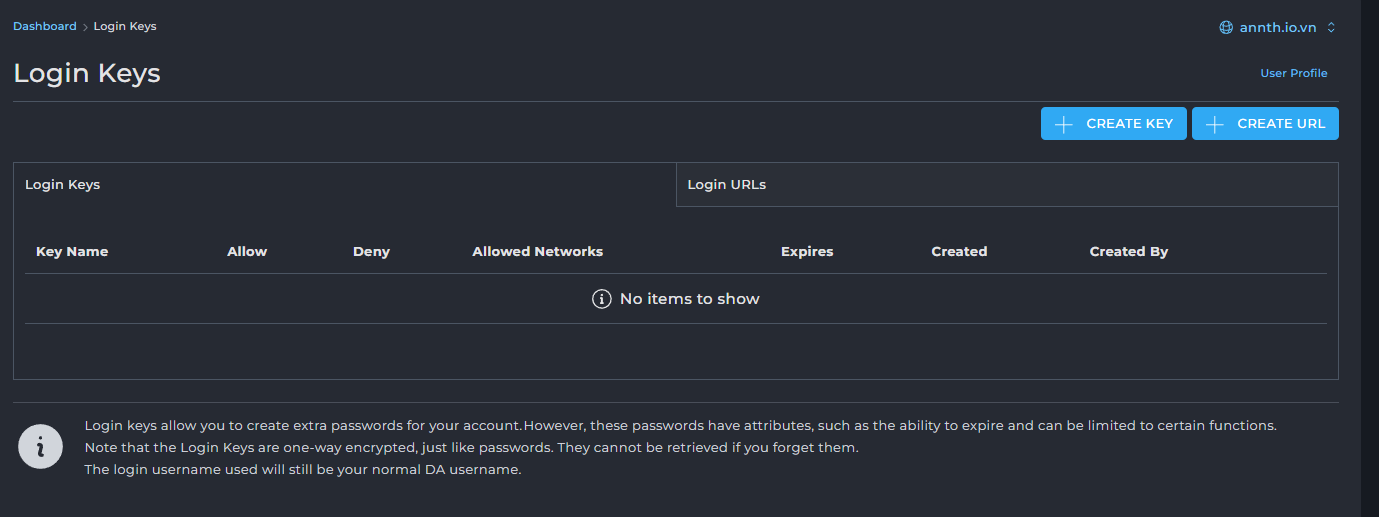 Dashboard > Login Keys
annth.io.vn
Login Keys
User Profile
CREATE KEY
CREATE URL
Login Keys
Login URLs
Key Name Allow Deny Allowed Networks Expires Created Created By
No items to show
Login keys allow you to create extra passwords for your account. However, these passwords have attributes, such as the ability to expire and can be limited to certain functions.
Note that the Login Keys are one-way encrypted, just like passwords. They cannot be retrieved if you forget them.
The login username used will still be your normal DA username.